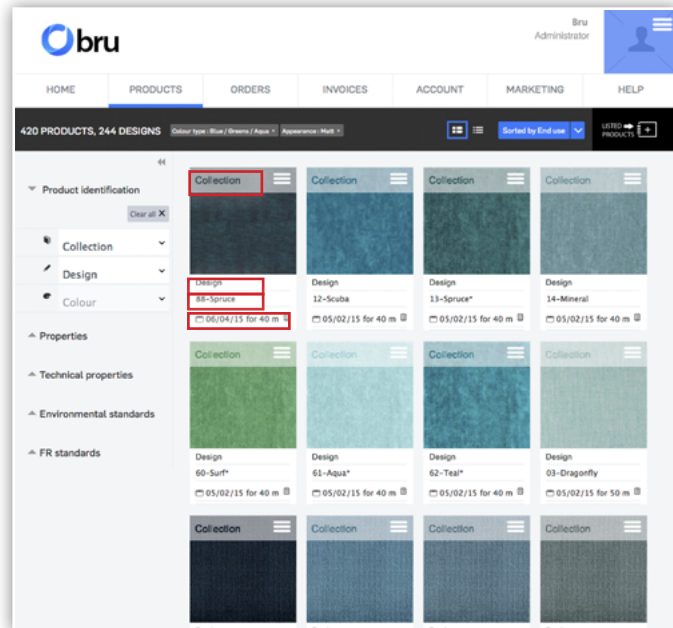 bru
Bru
Administrator
HOME PRODUCTS ORDERS INVOICES ACCOUNT MARKETING HELP
420 PRODUCTS, 244 DESIGNS Colour type : Blue / Greens / Aqua Appearance : Matt Sorted by End use LISTED PRODUCTS
Product identification
Clear all X
Collection
Design
Colour
Properties
Technical properties
Environmental standards
FR standards
Collection Collection Collection Collection
Design Design Design Design
88-Spruce 12-Scuba 13-Spruce* 14-Mineral
06/04/15 for 40 m 05/02/15 for 40 m 05/02/15 for 40 m 05/02/15 for 40 m
Collection Collection Collection Collection
Design Design Design Design
60-Surf* 61-Aqua* 62-Teal* 03-Dragonfly
05/02/15 for 40 m 05/02/15 for 40 m 05/02/15 for 40 m 05/02/15 for 50 m
Collection Collection Collection Collection